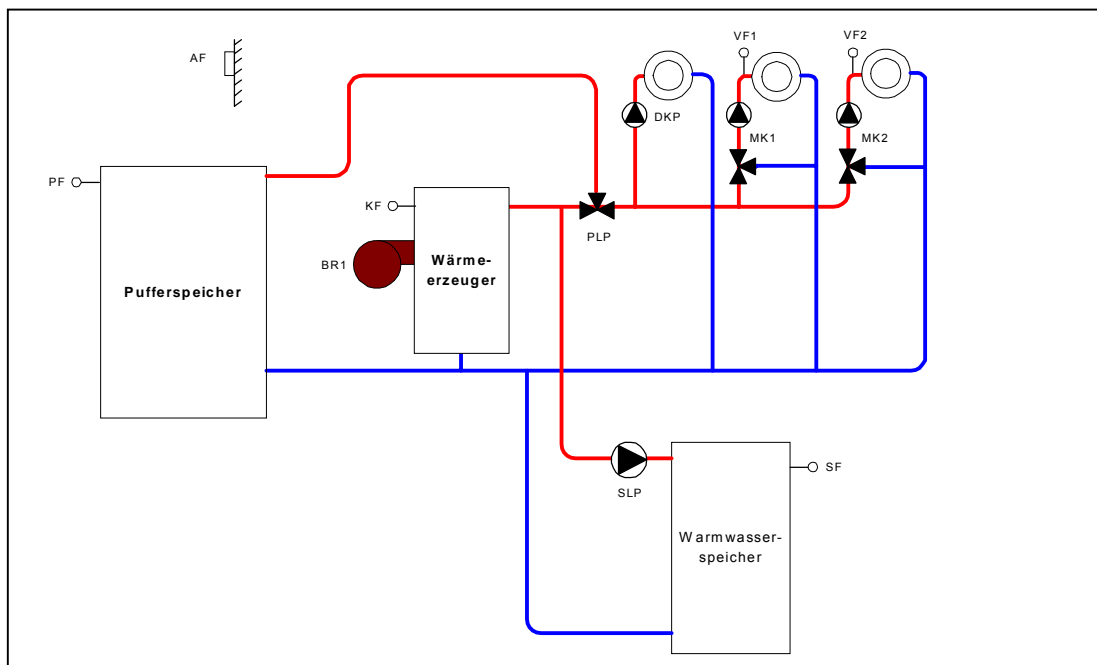 AF
VF1
VF2
DKP
MK1
MK2
PF
KF
PLP
BR1
Wärme-
erzeuger
Pufferspeicher
SF
SLP
Warmwasser-
speicher